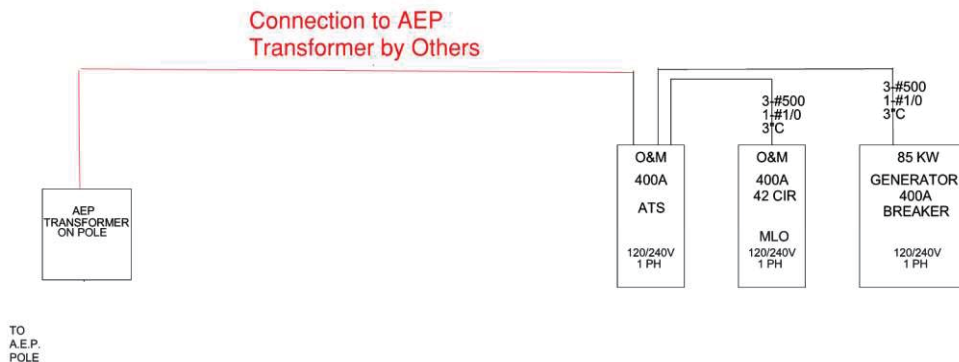 Connection to AEP
Transformer by Others
3-#500
1-#1/0
3"C
3-#500
1-#1/0
3"C
AEP
TRANSFORMER
ON POLE
O&M
400A
ATS
120/240V
1 PH
O&M
400A
42 CIR
MLO
120/240V
1 PH
85 KW
GENERATOR
400A
BREAKER
120/240V
1 PH
TO
A.E.P.
POLE